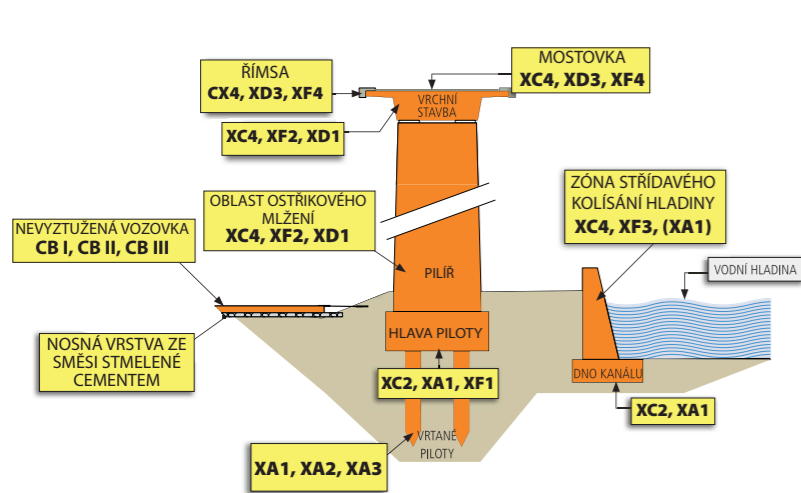 ŘÍMSA
CX4, XD3, XF4
MOSTOVKA
XC4, XD3, XF4
VRCHNÍ
STAVBA
XC4, XF2, XD1
OBLAST OSTŘIKOVÉHO
MLŽENÍ
XC4, XF2, XD1
ZÓNA STŘÍDAVÉHO
KOLÍSÁNÍ HLADINY
XC4, XF3, (XA1)
NEVYZTUŽENÁ VOZOVKA
CB I, CB II, CB III
PILÍŘ
VODNÍ HLADINA
NOSNÁ VRSTVA ZE
SMĚSI STMELENÉ
CEMENTEM
HLAVA PILOTY
DNO KANÁLU
XC2, XA1, XF1
XC2, XA1
VRTANÉ
PILOTY
XA1, XA2, XA3